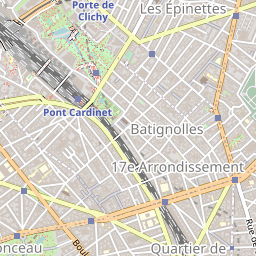 Porte de
Clichy
Les Épinettes
Pont Cardinet
Batignolles
17e Arrondissement
Boul
Rue de
onceau
Quartier de